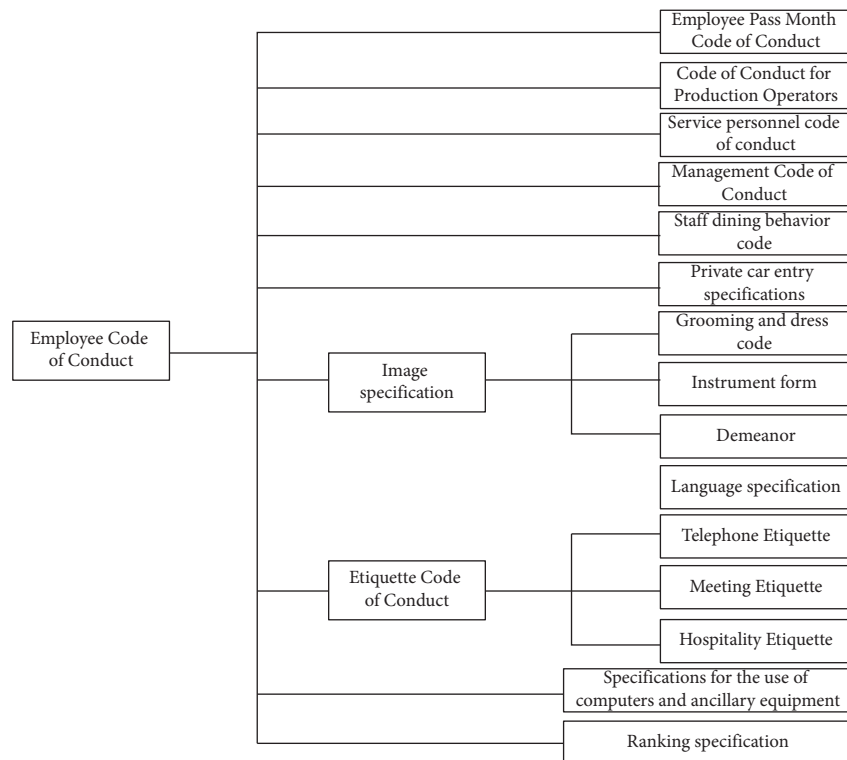 Employee Pass Month
Code of Conduct
Code of Conduct for
Production Operators
Service personnel code
of conduct
Management Code of
Conduct
Staff dining behavior
code
Private car entry
specifications
Employee Code
of Conduct
Image
specification
Grooming and dress
code
Instrument form
Demeanor
Language specification
Etiquette Code
of Conduct
Telephone Etiquette
Meeting Etiquette
Hospitality Etiquette
Specifications for the use of
computers and ancillary equipment
Ranking specification